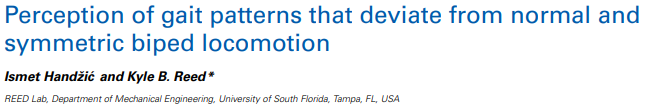 Perception of gait patterns that deviate from normal and
symmetric biped locomotion
Ismet Handžić and Kyle B. Reed*
REED Lab, Department of Mechanical Engineering, University of South Florida, Tampa, FL, USA